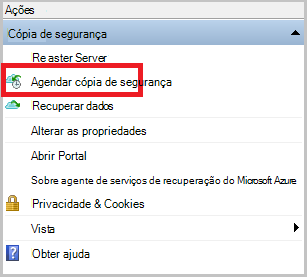 Ações
Cópia de segurança
Re aster Server
Agendar cópia de segurança
Recuperar dados
Alterar as propriedades
Abrir Portal
Sobre agente de serviços de recuperação do Microsoft Azure
Privacidade & Cookies
Vista
Obter ajuda